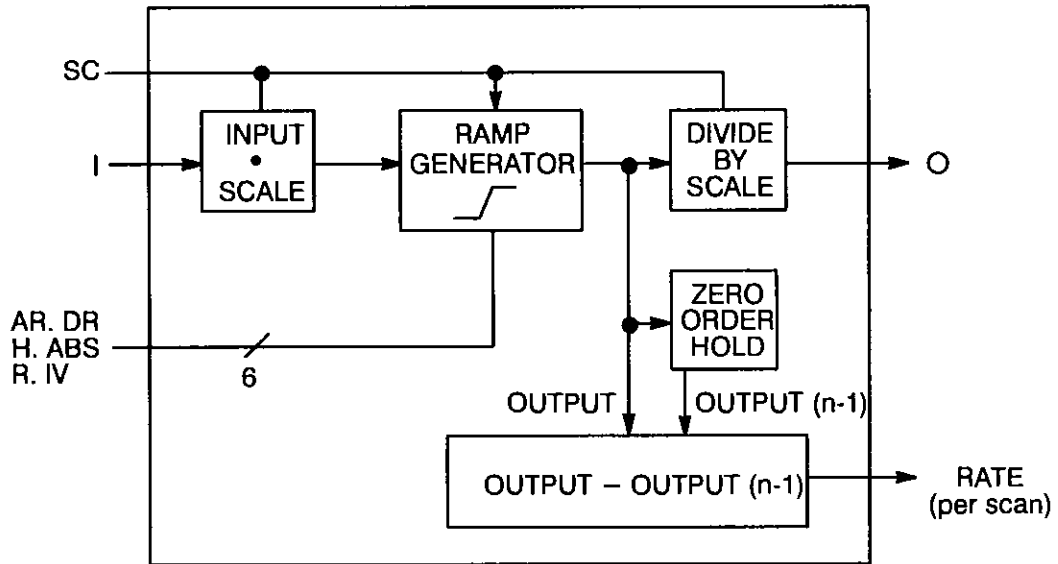 SC
I
INPUT
•
SCALE
RAMP
GENERATOR
DIVIDE
BY
SCALE
O
AR. DR
H. ABS
R. IV
6
ZERO
ORDER
HOLD
OUTPUT
OUTPUT (n-1)
OUTPUT – OUTPUT (n-1)
RATE
(per scan)